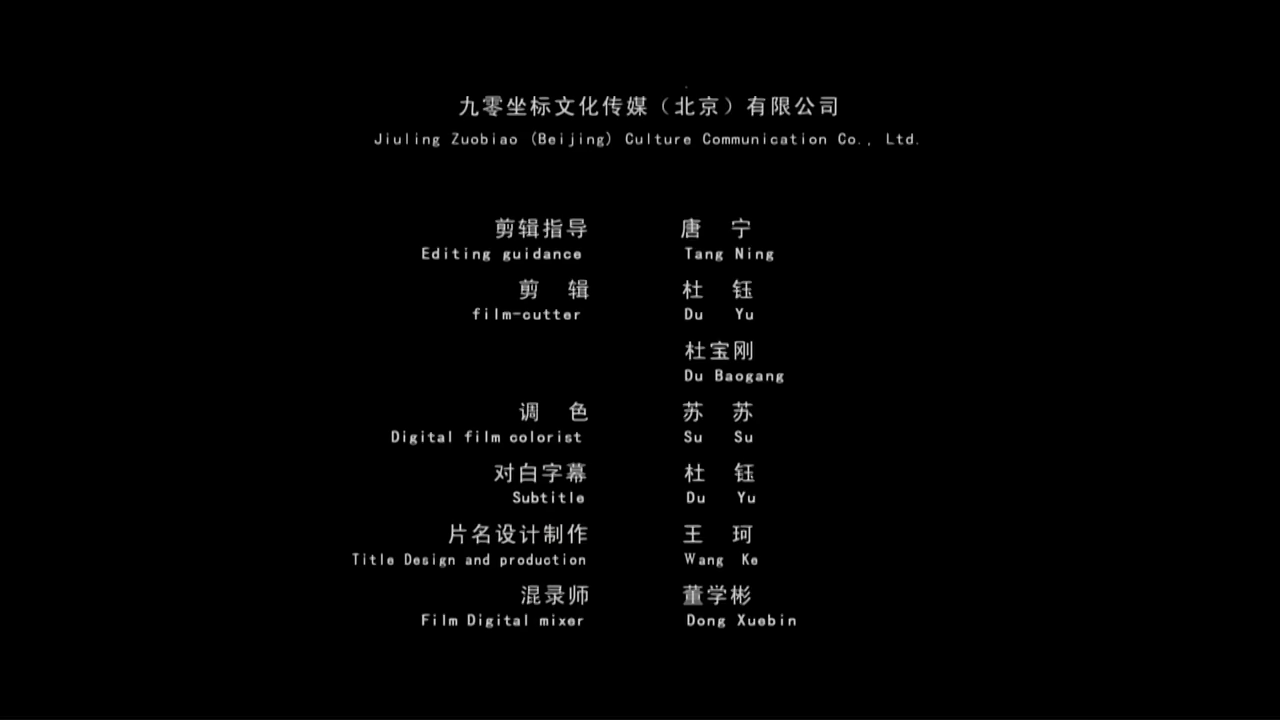 九零坐标文化传媒（北京）有限公司
Jiuling Zuobiao (Beijing) Culture Communication Co., Ltd.
剪辑指导 唐 宁
Editing guidance Tang Ning
剪 辑 杜 钰
film-cutter Du Yu
杜宝刚
Du Baogang
调 色 苏 苏
Digital film colorist Su Su
对白字幕 杜 钰
Subtitle Du Yu
片名设计制作 王 珂
Title Design and production Wang Ke
混录师 董学彬
Film Digital mixer Dong Xuebin